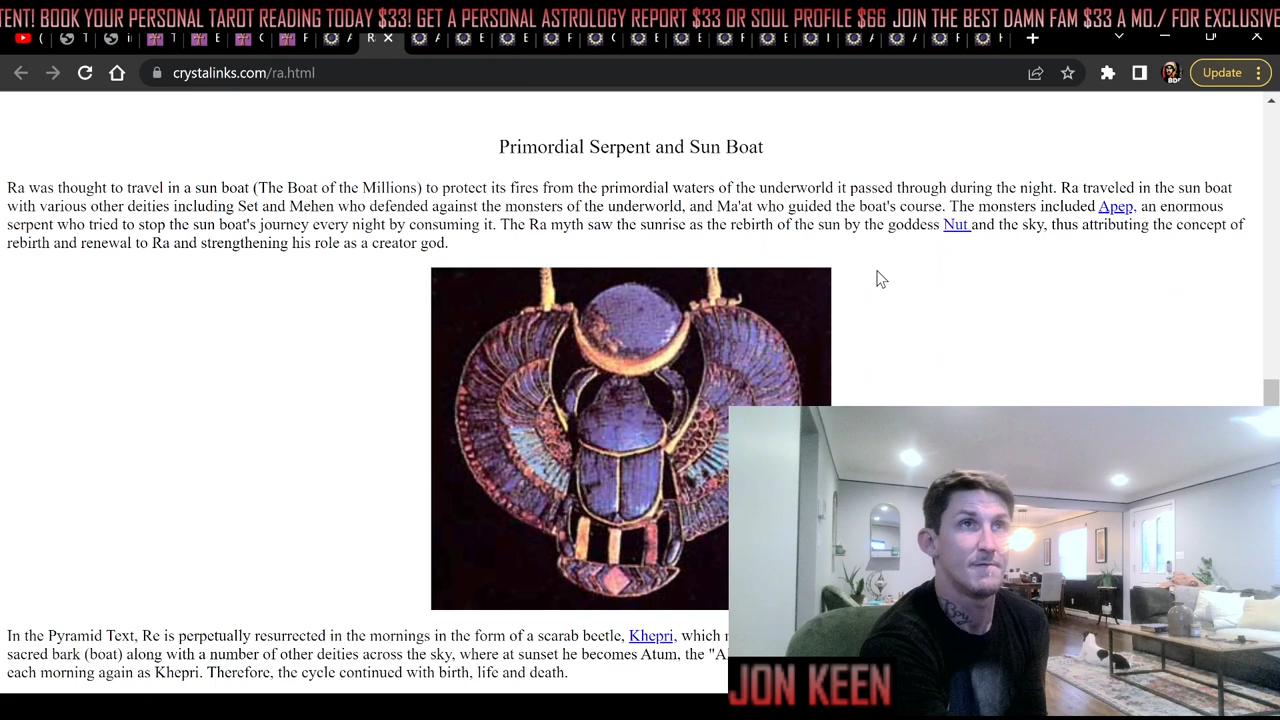 TENT! BOOK YOUR PERSONAL TAROT READING TODAY $33! GET A PERSONAL ASTROLOGY REPORT $33 OR SOUL PROFILE $66 JOIN THE BEST DAMN FAM $33 A MO./ FOR EXCLUSIVE
crystalinks.com/ra.html
Update
Primordial Serpent and Sun Boat
Ra was thought to travel in a sun boat (The Boat of the Millions) to protect its fires from the primordial waters of the underworld it passed through during the night. Ra traveled in the sun boat
with various other deities including Set and Mehen who defended against the monsters of the underworld, and Ma'at who guided the boat's course. The monsters included Apep, an enormous
serpent who tried to stop the sun boat's journey every night by consuming it. The Ra myth saw the sunrise as the rebirth of the sun by the goddess Nut and the sky, thus attributing the concept of
rebirth and renewal to Ra and strengthening his role as a creator god.
In the Pyramid Text, Re is perpetually resurrected in the mornings in the form of a scarab beetle, Khepri, which
sacred bark (boat) along with a number of other deities across the sky, where at sunset he becomes Atum, the
each morning again as Khepri. Therefore, the cycle continued with birth, life and death.
Boy
JON KEEN